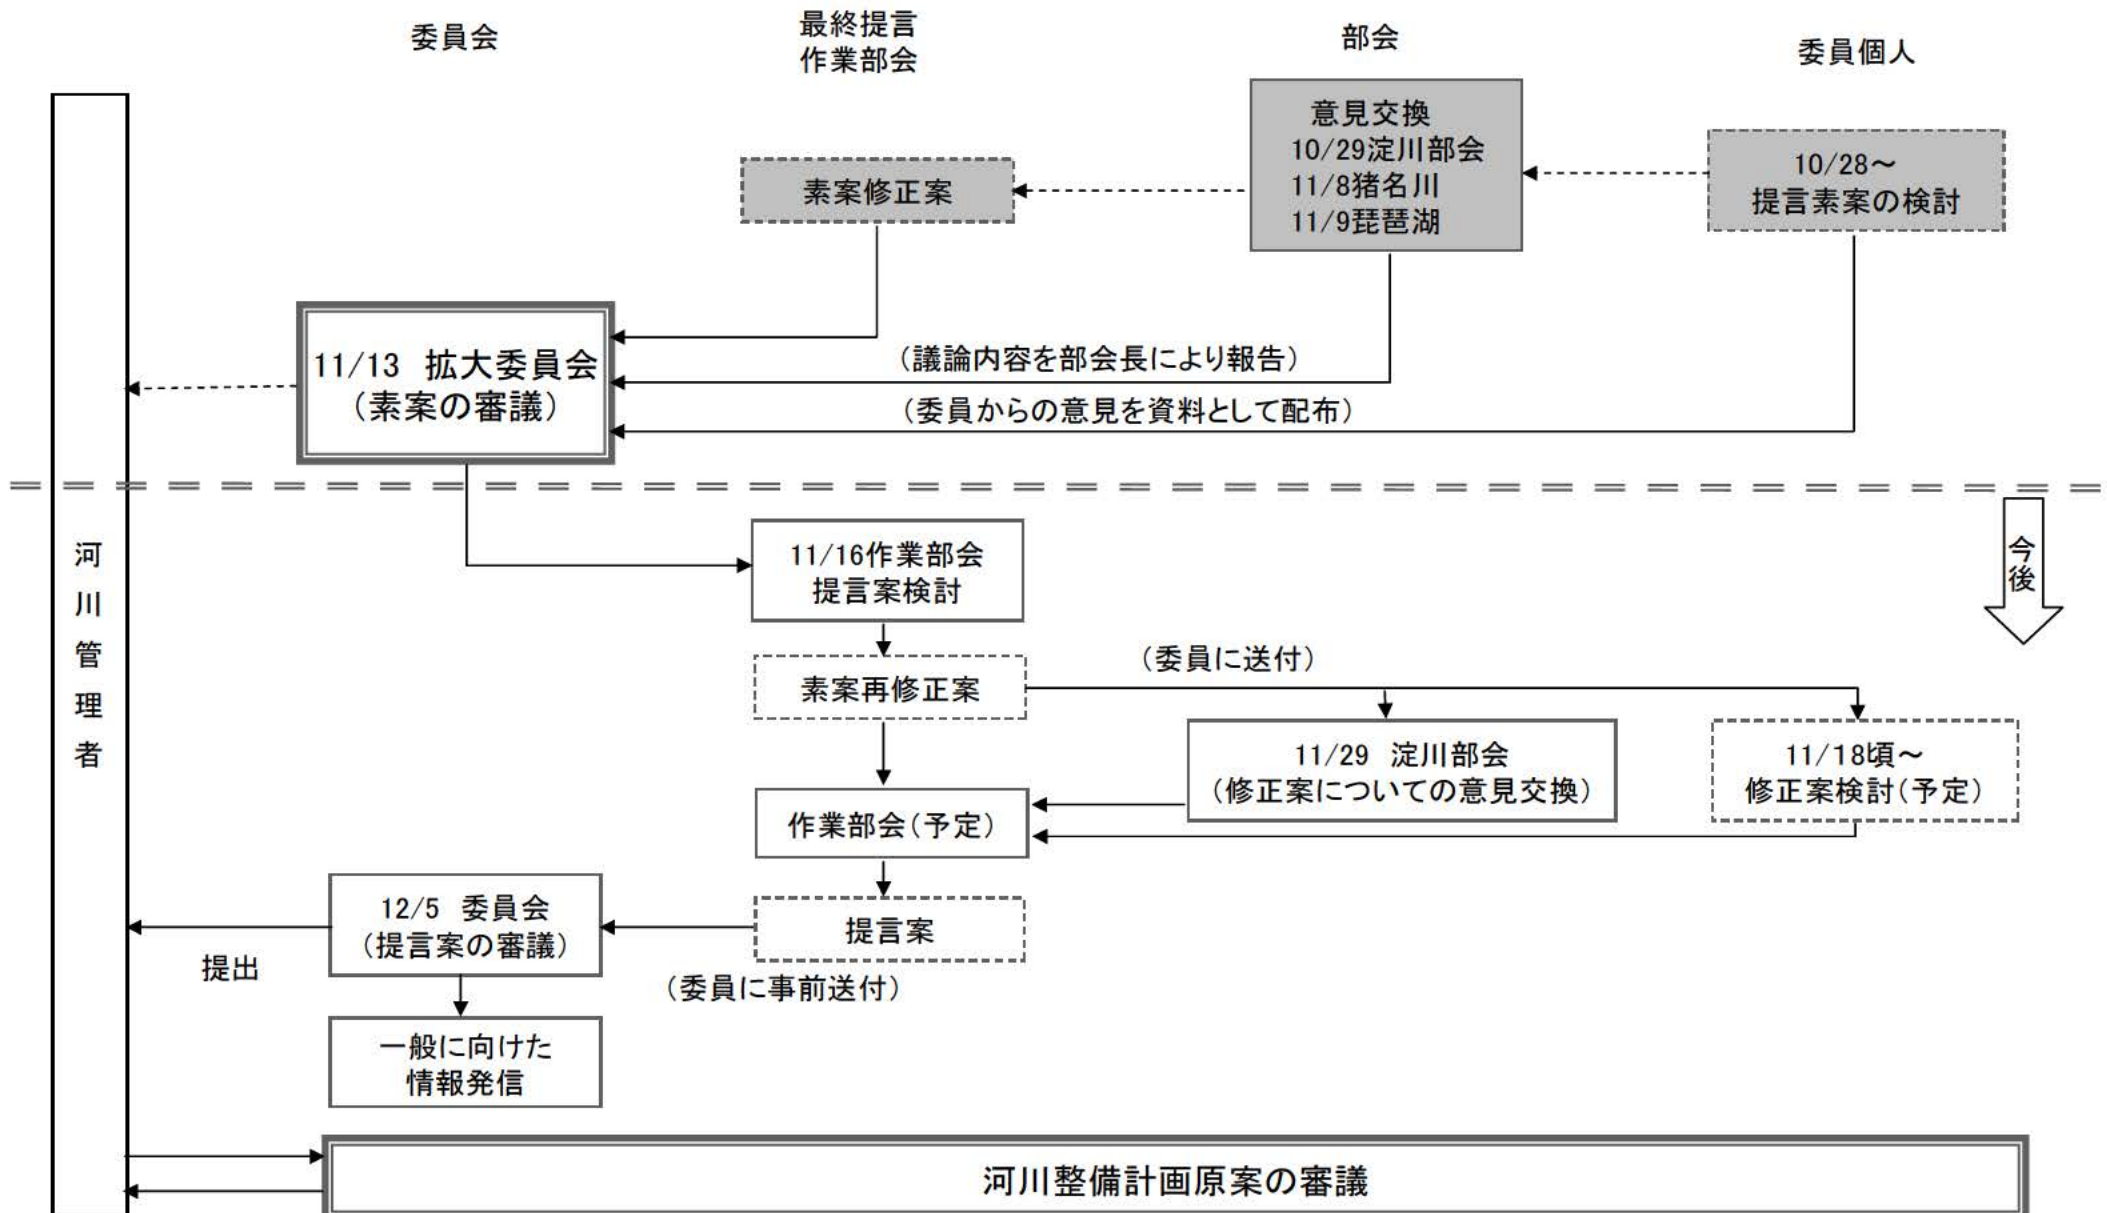 委員会
最終提言
作業部会
部会
委員個人
意見交換
10/29淀川部会
11/8猪名川
11/9琵琶湖
10/28～
提言素案の検討
素案修正案
11/13 拡大委員会
（素案の審議）
（議論内容を部会長により報告）
（委員からの意見を資料として配布）
河
川
管
理
者
今
後
11/16作業部会
提言案検討
素案再修正案
（委員に送付）
11/29 淀川部会
（修正案についての意見交換）
11/18頃～
修正案検討（予定）
作業部会（予定）
12/5 委員会
（提言案の審議）
提言案
提出
（委員に事前送付）
一般に向けた
情報発信
河川整備計画原案の審議